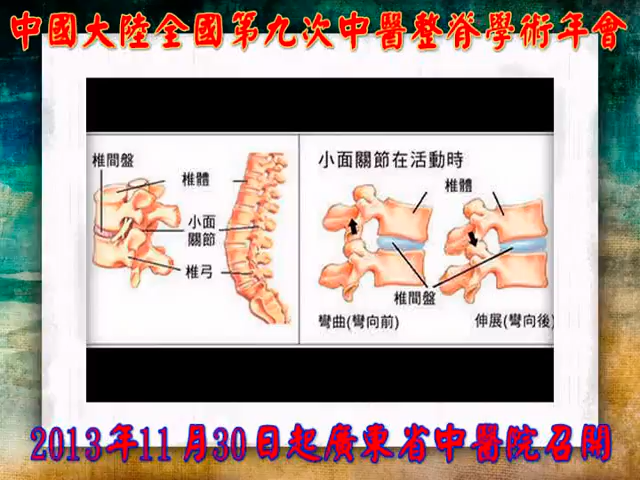 中國大陸全國第九次中醫整脊學術年會
椎間盤
椎體
小面
關節
椎弓
小面關節在活動時
椎體
椎間盤
彎曲(彎向前)
伸展(彎向後)
2013年11月30日起廣東省中醫院召開